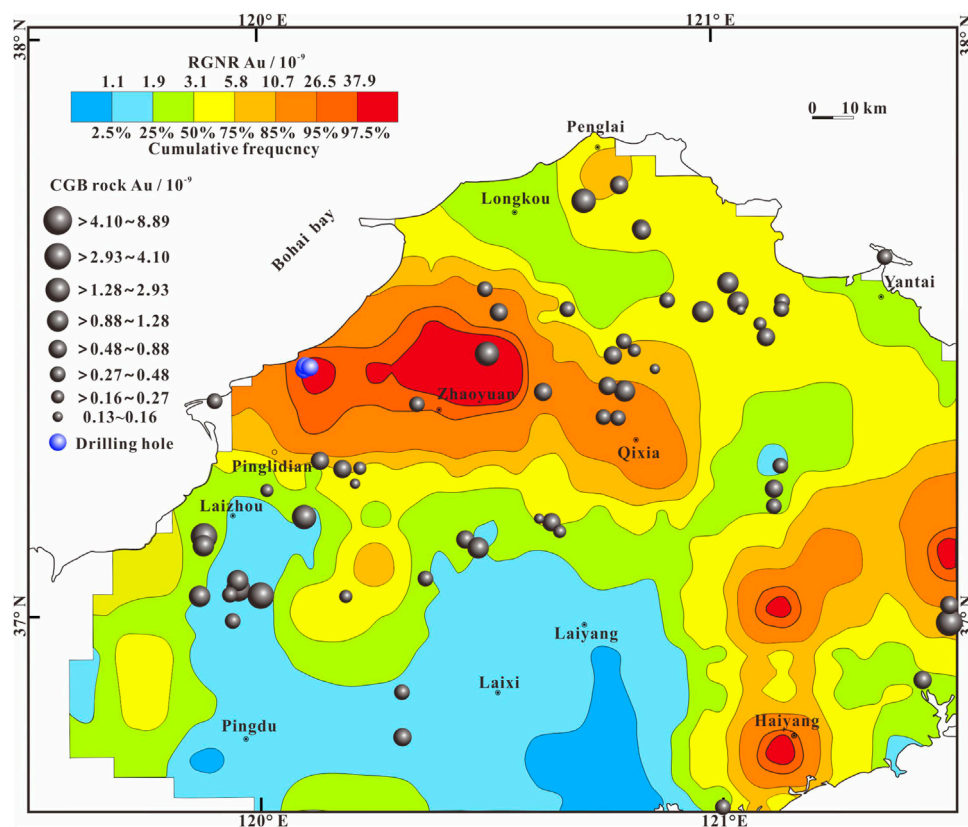 120° E 121° E
38° N 38° N
RGNR Au / 10⁻⁹
1.1 1.9 3.1 5.8 10.7 26.5 37.9
2.5% 25% 50% 75% 85% 95% 97.5%
Cumulative frequcncy
0 10 km
Penglai
CGB rock Au / 10⁻⁹
>4.10~8.89
>2.93~4.10
>1.28~2.93
>0.88~1.28
>0.48~0.88
>0.27~0.48
>0.16~0.27
0.13~0.16
Drilling hole
Longkou
Bohai bay
Yantai
Zhaoyuan
Qixia
Pinglidian
Laizhou
37° N 37° N
Laiyang
Laixi
Pingdu
Haiyang
120° E 121°E